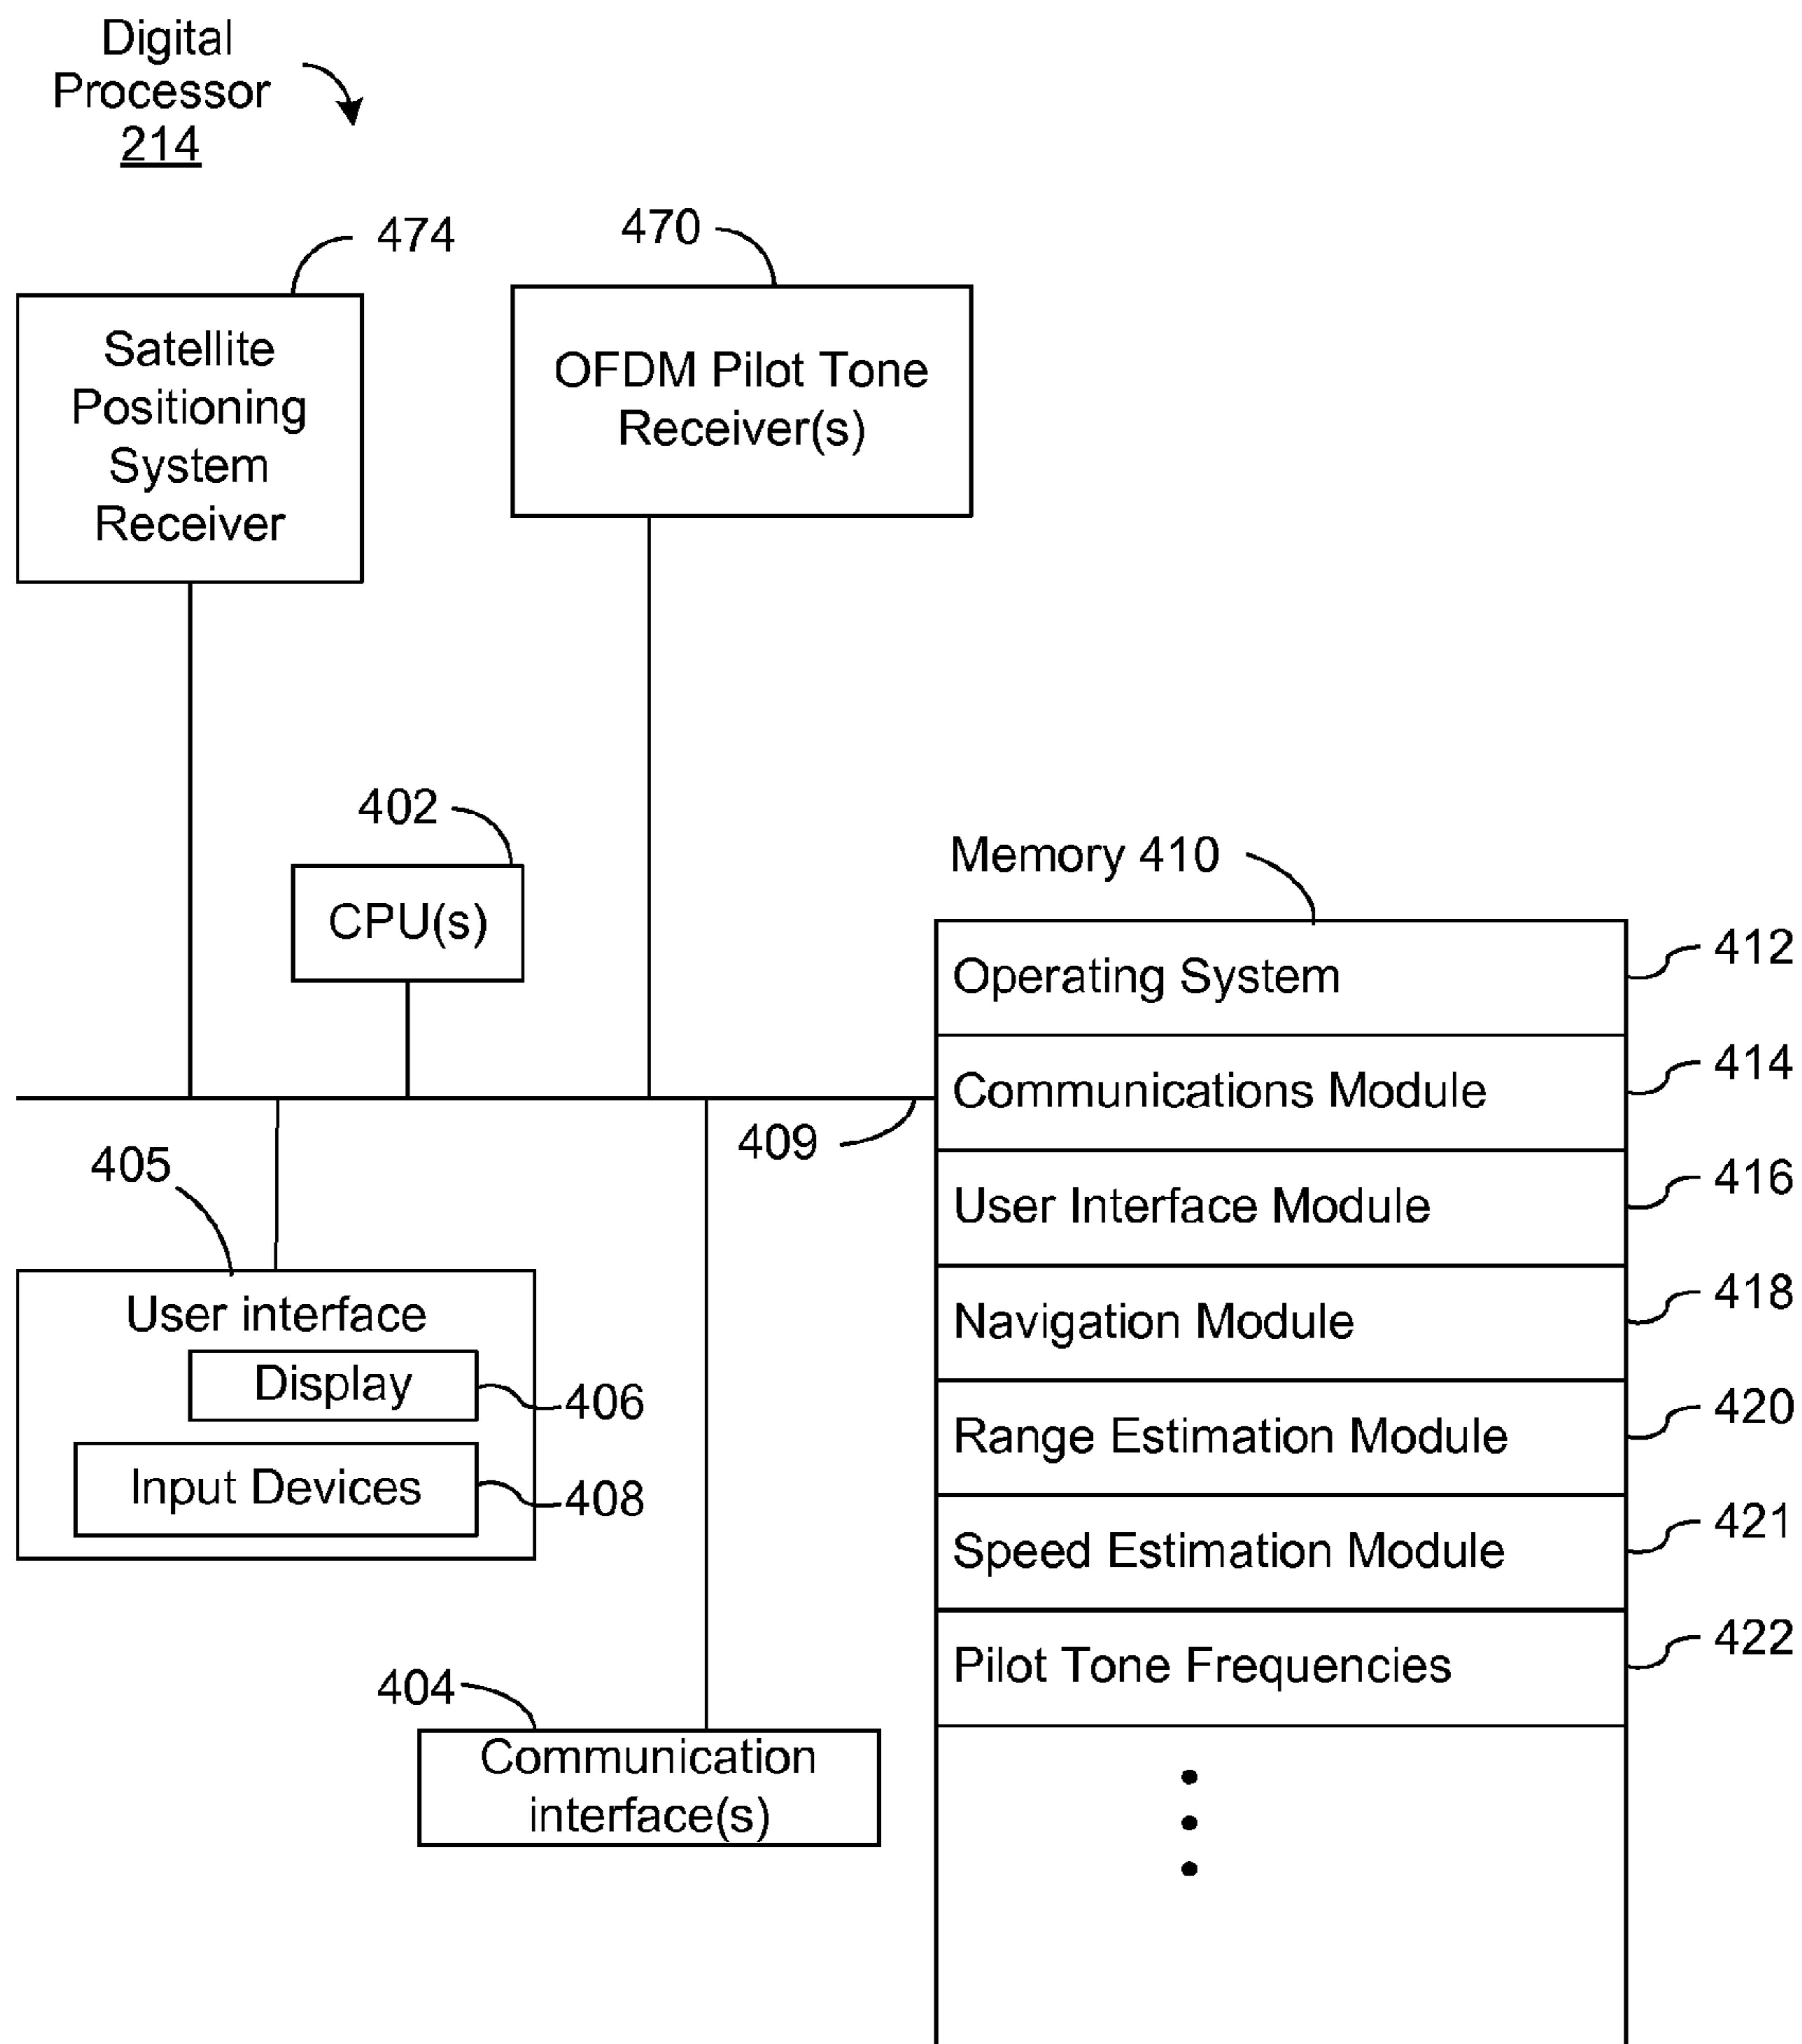 Digital
Processor
214
474
470
Satellite
Positioning
System
Receiver
OFDM Pilot Tone
Receiver(s)
402
CPU(s)
Memory 410
Operating System
412
Communications Module
414
409
User Interface Module
416
405
Navigation Module
418
User interface
Display
406
Input Devices
408
Range Estimation Module
420
Speed Estimation Module
421
Pilot Tone Frequencies
422
404
Communication
interface(s)